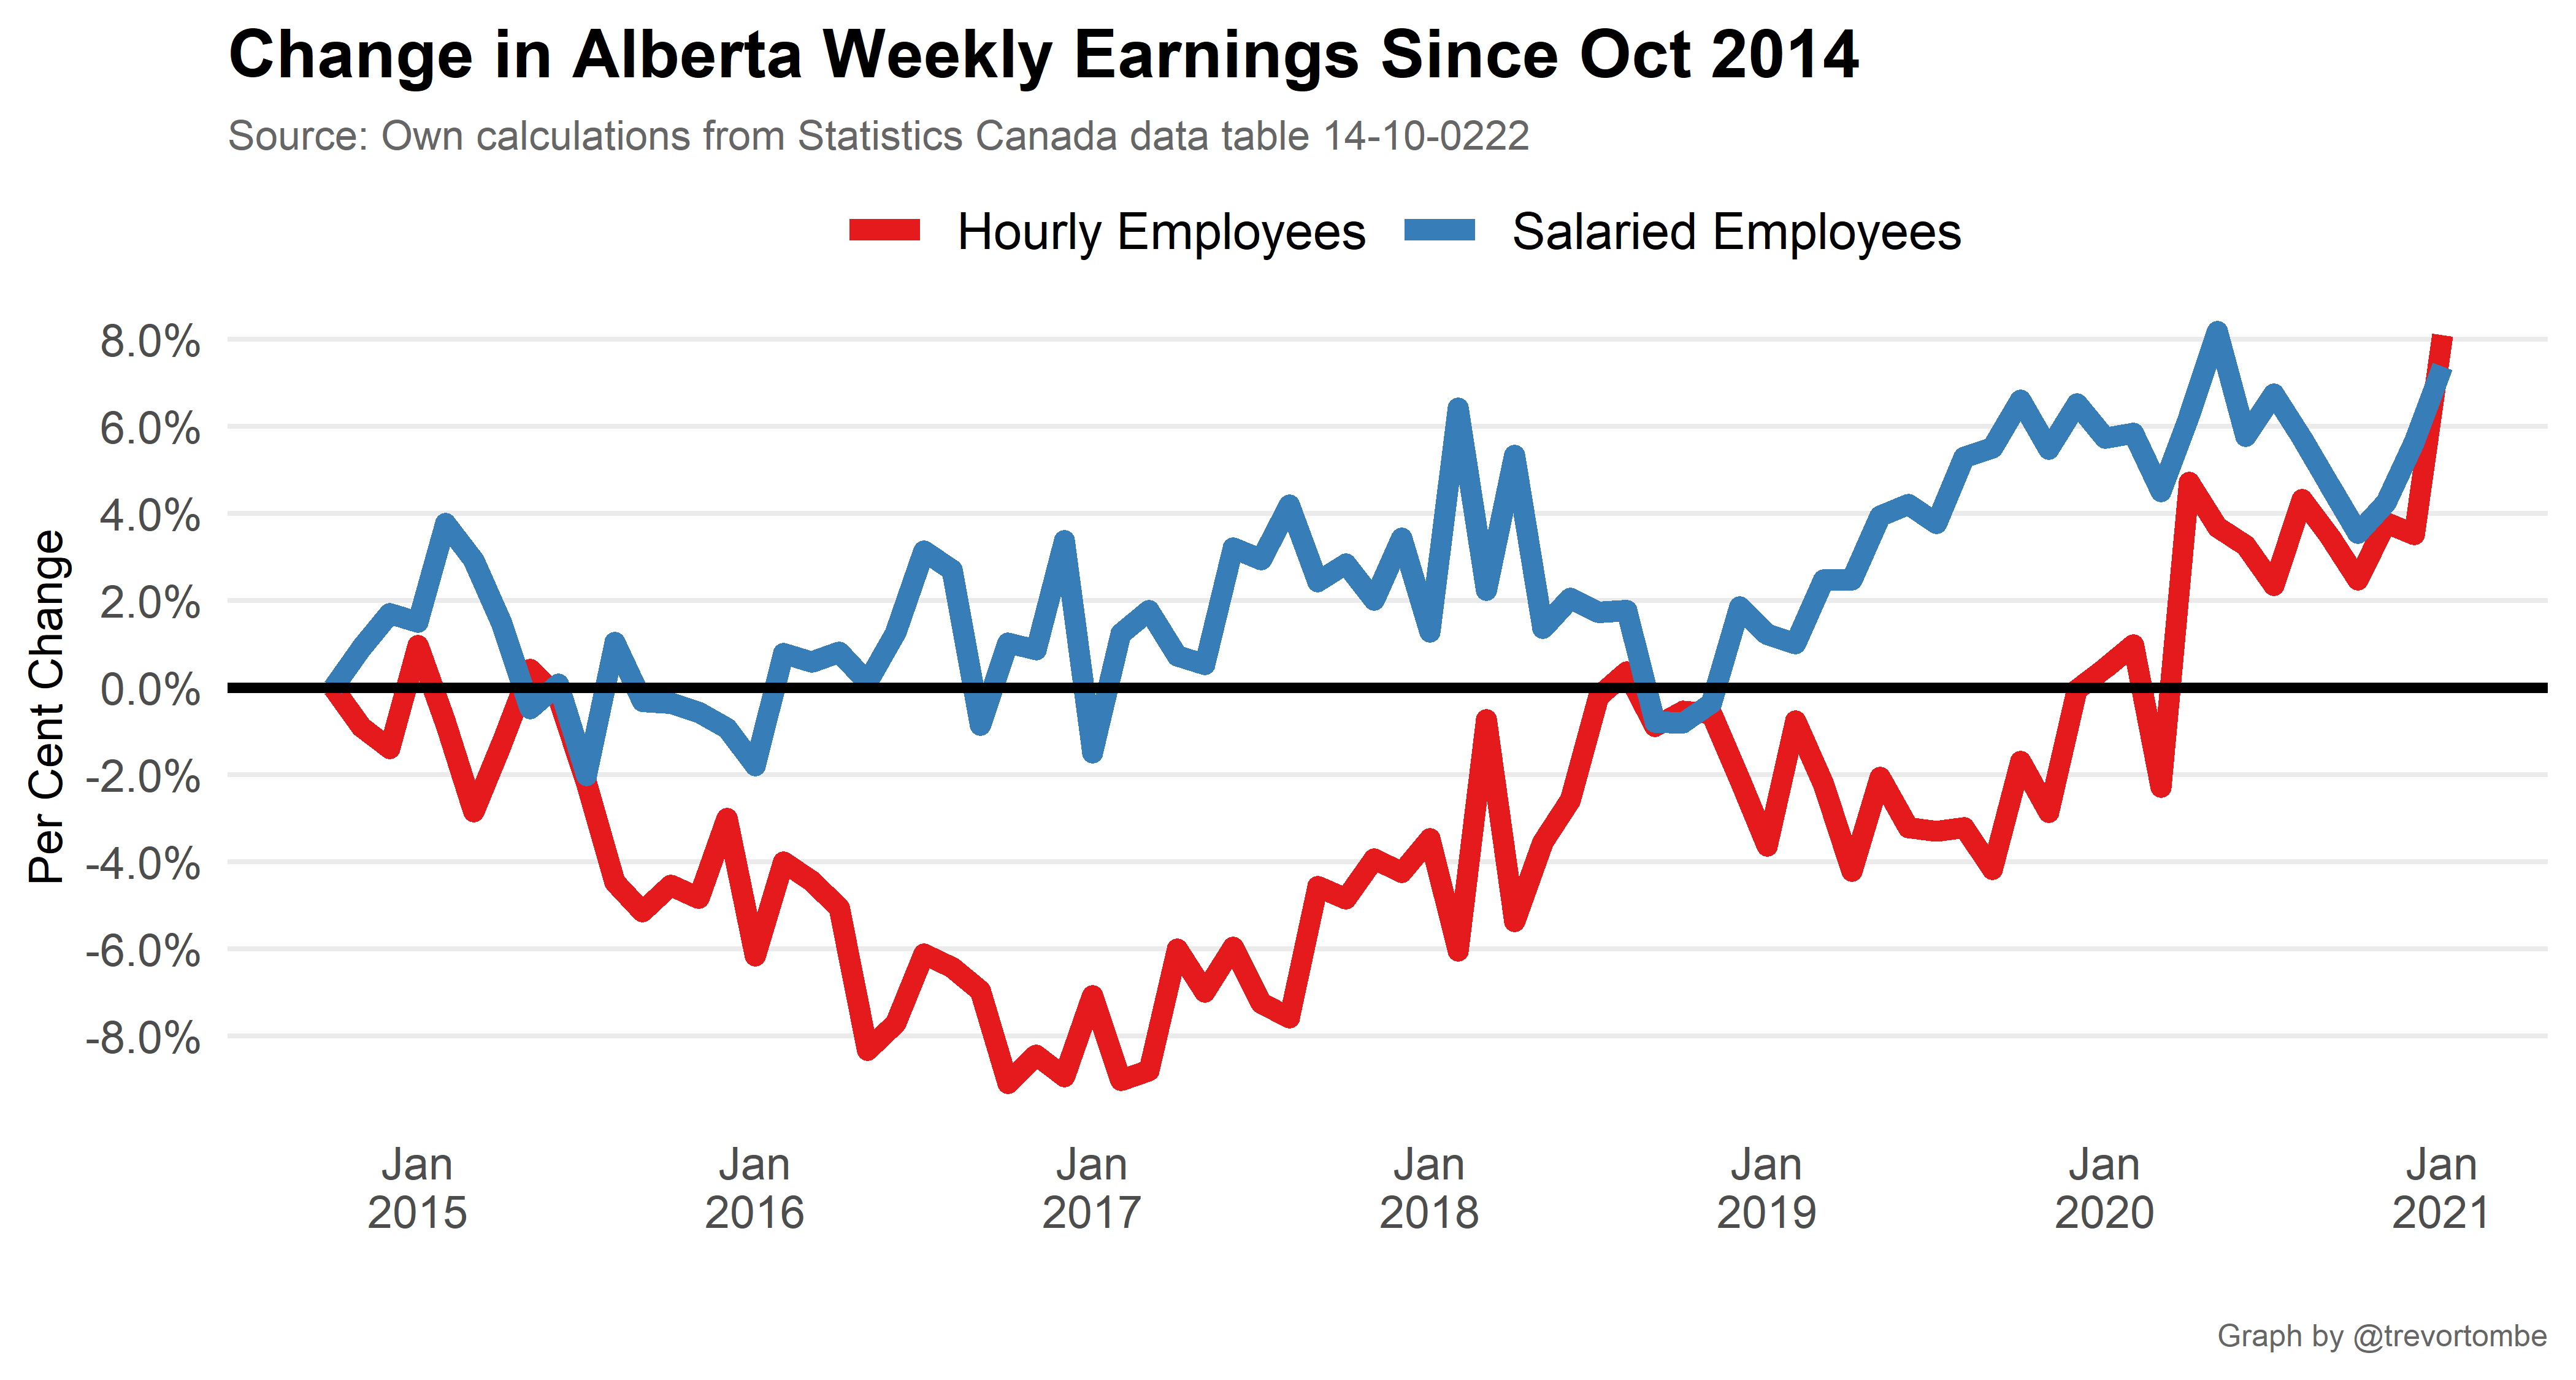 Change in Alberta Weekly Earnings Since Oct 2014
Source: Own calculations from Statistics Canada data table 14-10-0222
Hourly Employees
Salaried Employees
Per Cent Change
8.0%
6.0%
4.0%
2.0%
0.0%
-2.0%
-4.0%
-6.0%
-8.0%
Jan
2015
Jan
2016
Jan
2017
Jan
2018
Jan
2019
Jan
2020
Jan
2021
Graph by @trevortombe